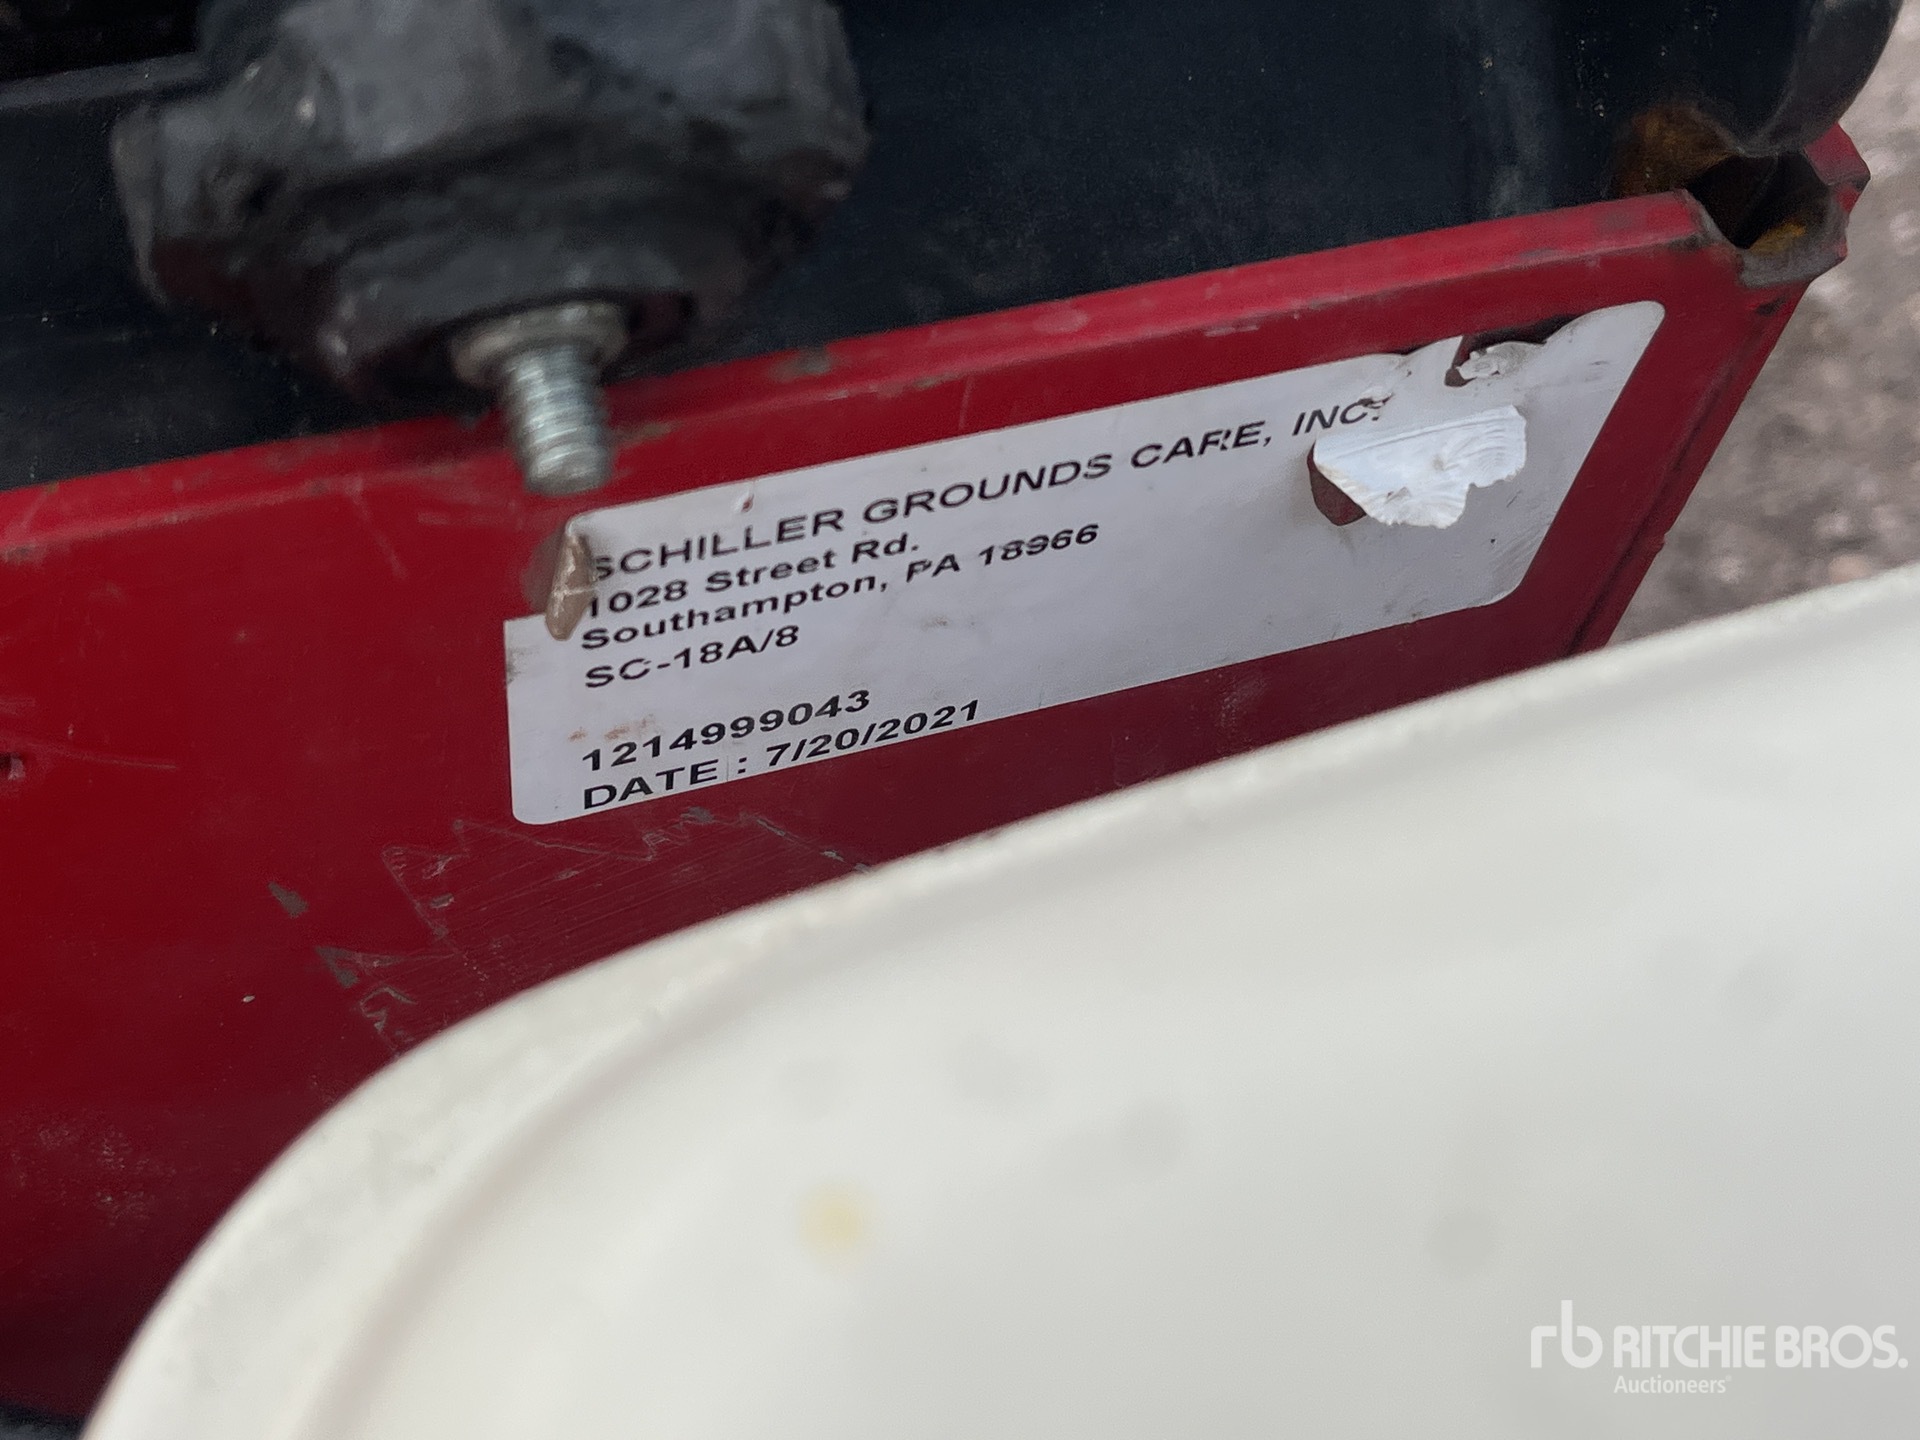 SCHILLER GROUNDS CARE, INC.
1028 Street Rd.
Southampton, PA 18966
SC-18A/8
1214999043
DATE : 7/20/2021
rb RITCHIE BROS.
Auctioneers